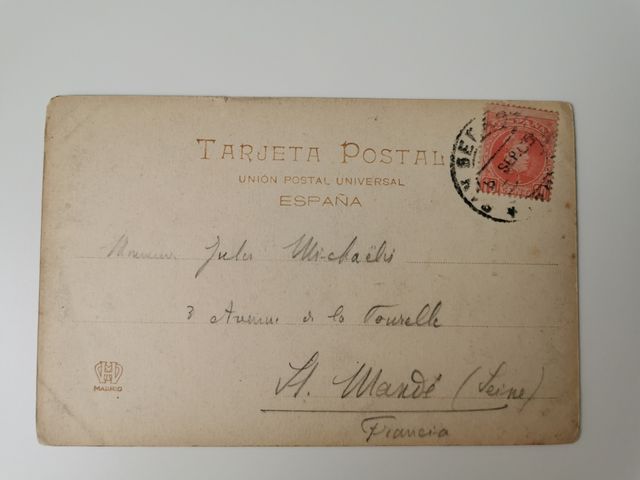 TARJETA POSTAL
UNIÓN POSTAL UNIVERSAL
ESPAÑA
Monsieur Jules Michaëlis
3 Avenue de la Tourelle
St. Mandé (Seine)
Francia
MADRID